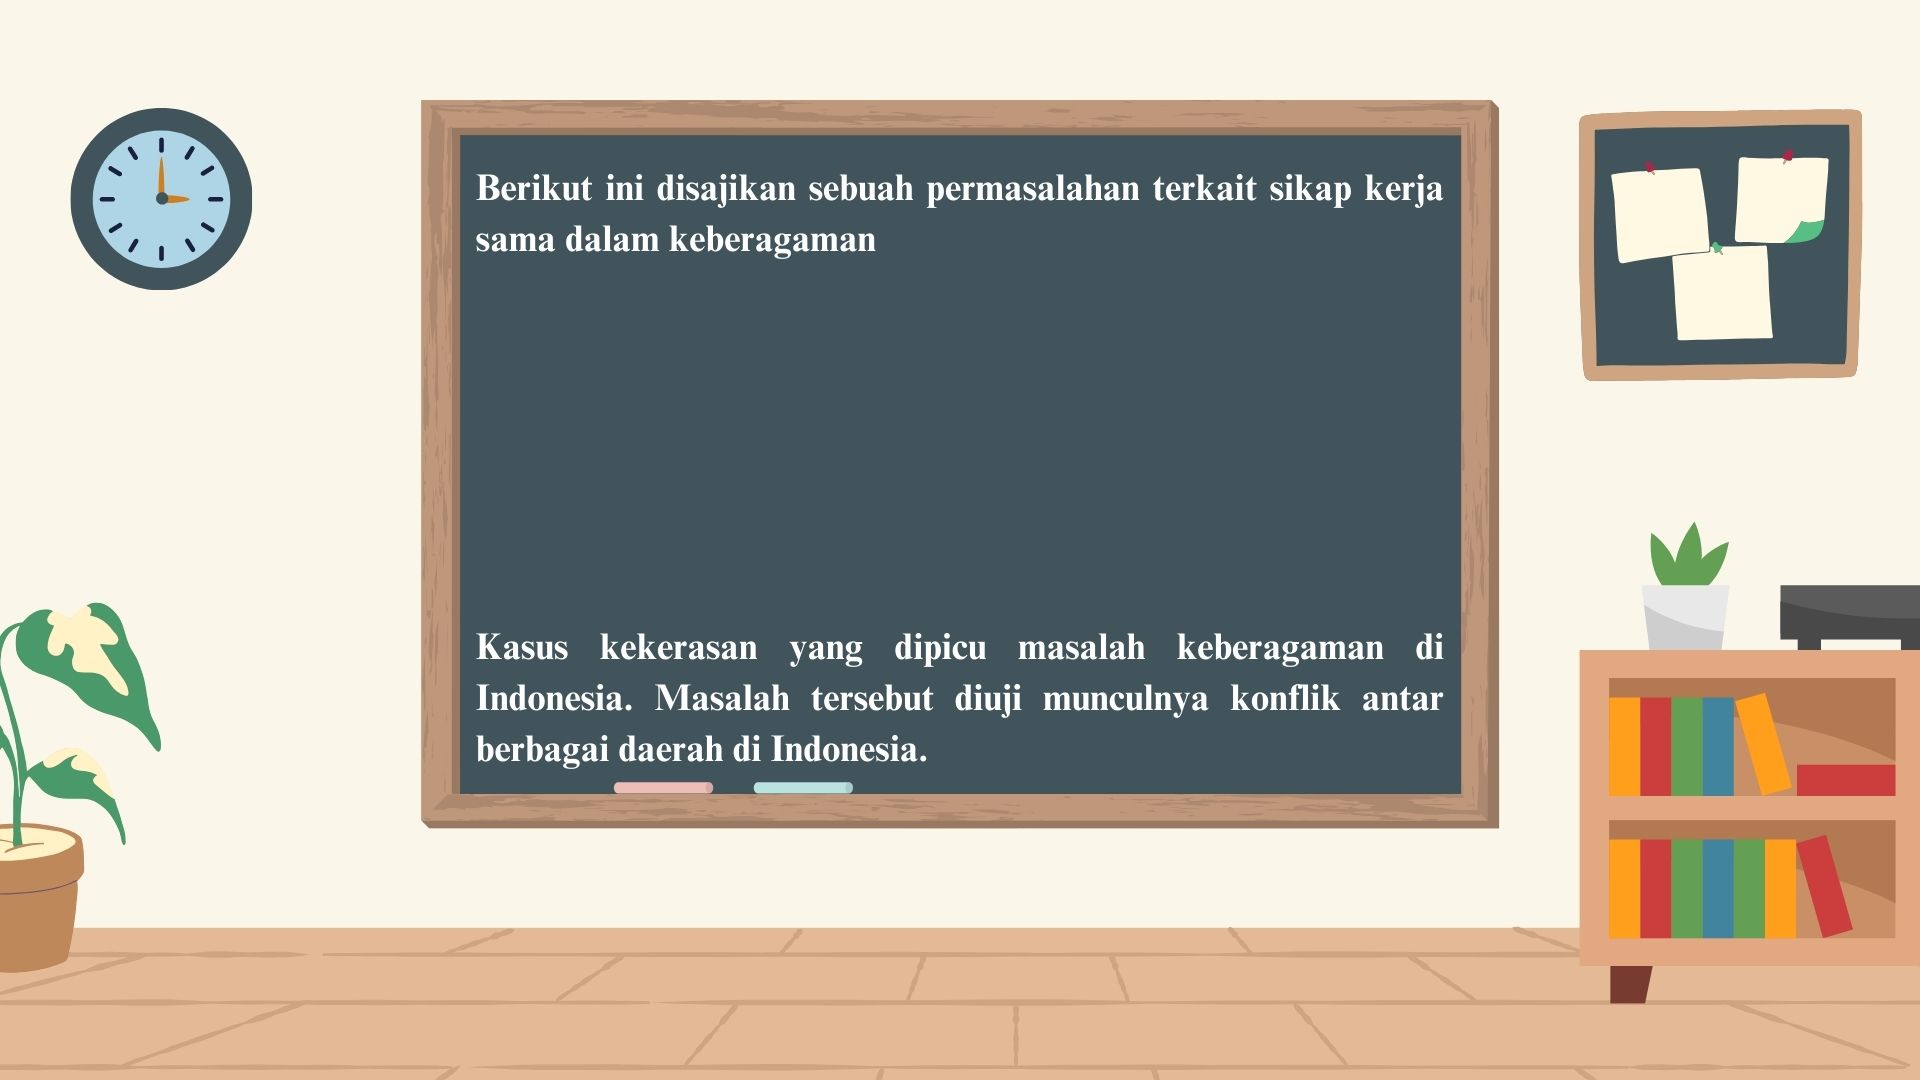 Berikut ini disajikan sebuah permasalahan terkait sikap kerja
sama dalam keberagaman
Kasus kekerasan yang dipicu masalah keberagaman di
Indonesia. Masalah tersebut diuji munculnya konflik antar
berbagai daerah di Indonesia.